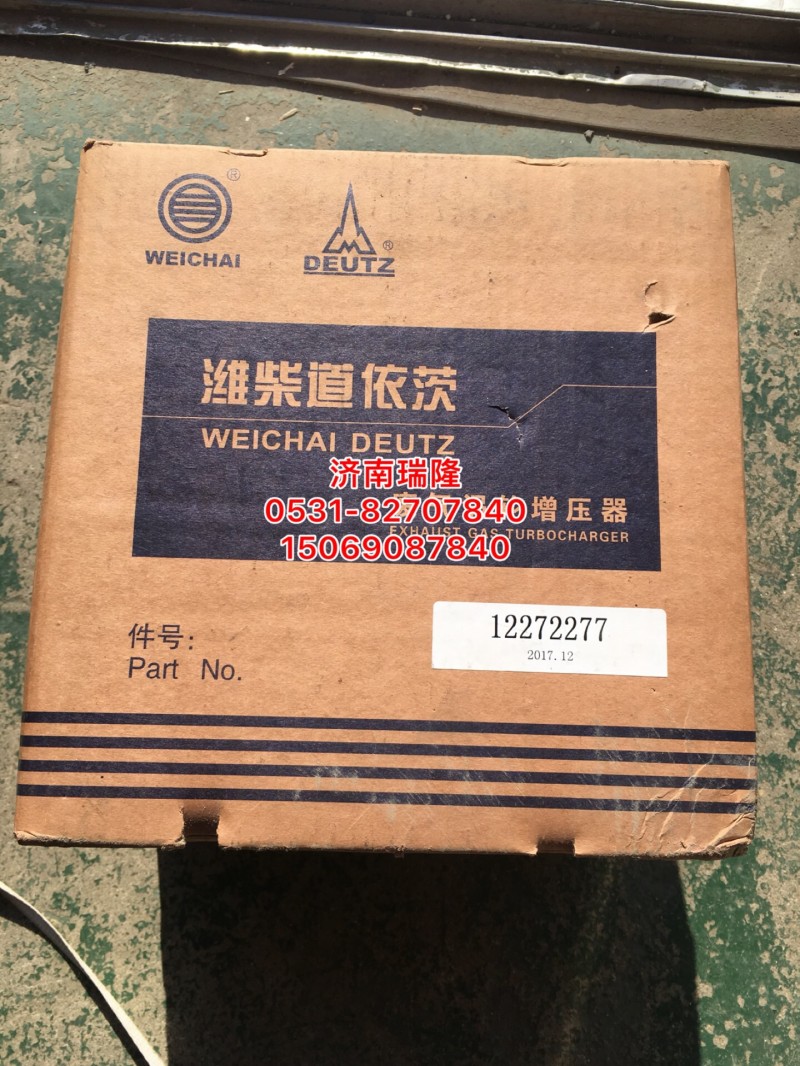 ®
WEICHAI
®
DEUTZ
潍柴道依茨
WEICHAI DEUTZ
济南瑞隆
增压器
0531-82707840
EXHAUST GAS TURBOCHARGER
15069087840
件号:
Part No.
12272277
2017.12